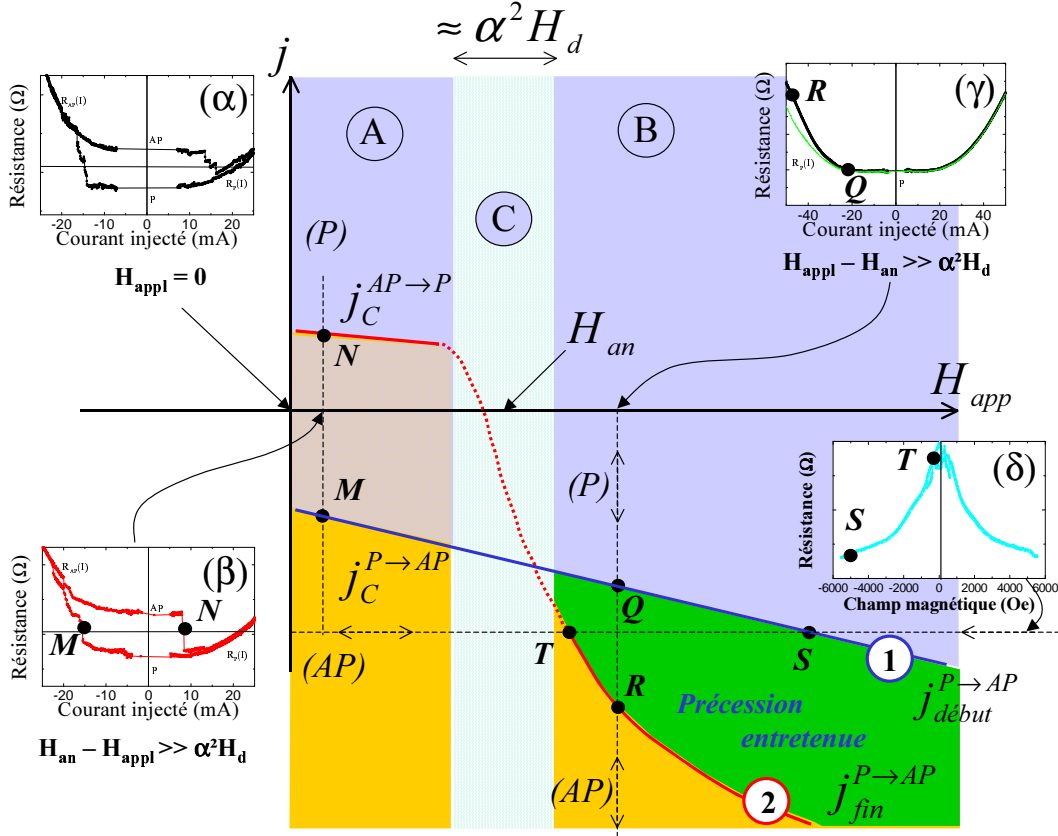 ≈ α² H_d
j
(α)
Résistance (Ω)
R_AP(I)
AP
R_P(I)
P
-20 -10 0 10 20
Courant injecté (mA)
H_appl = 0
A
B
C
(γ)
Résistance (Ω)
R
R_P(I)
Q
P
-40 -20 0 20 40
Courant injecté (mA)
H_appl – H_an >> α²H_d
(P)
j_C^{AP→P}
N
H_an
H_app
M
(P)
j_C^{P→AP}
(δ)
Résistance (Ω)
T
S
-6000 -4000 -2000 0 2000 4000 6000
Champ magnétique (Oe)
(β)
Résistance (Ω)
R_AP(I)
AP
N
M
R_P(I)
P
-20 -10 0 10 20
Courant injecté (mA)
H_an – H_appl >> α²H_d
(AP)
Q
T
S
1
j_début^{P→AP}
R
Précession
entretenue
(AP)
2
j_fin^{P→AP}